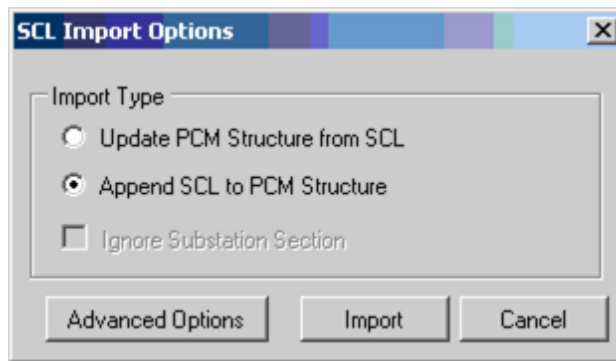 SCL Import Options
Import Type
Update PCM Structure from SCL
Append SCL to PCM Structure
Ignore Substation Section
Advanced Options Import Cancel